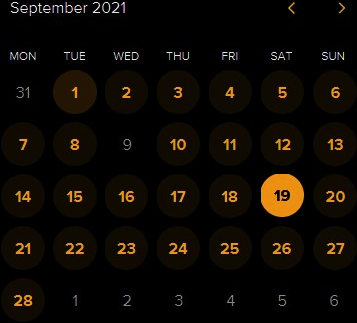 September 2021
MON TUE WED THU FRI SAT SUN
31 1 2 3 4 5 6
7 8 9 10 11 12 13
14 15 16 17 18 19 20
21 22 23 24 25 26 27
28 1 2 3 4 5 6